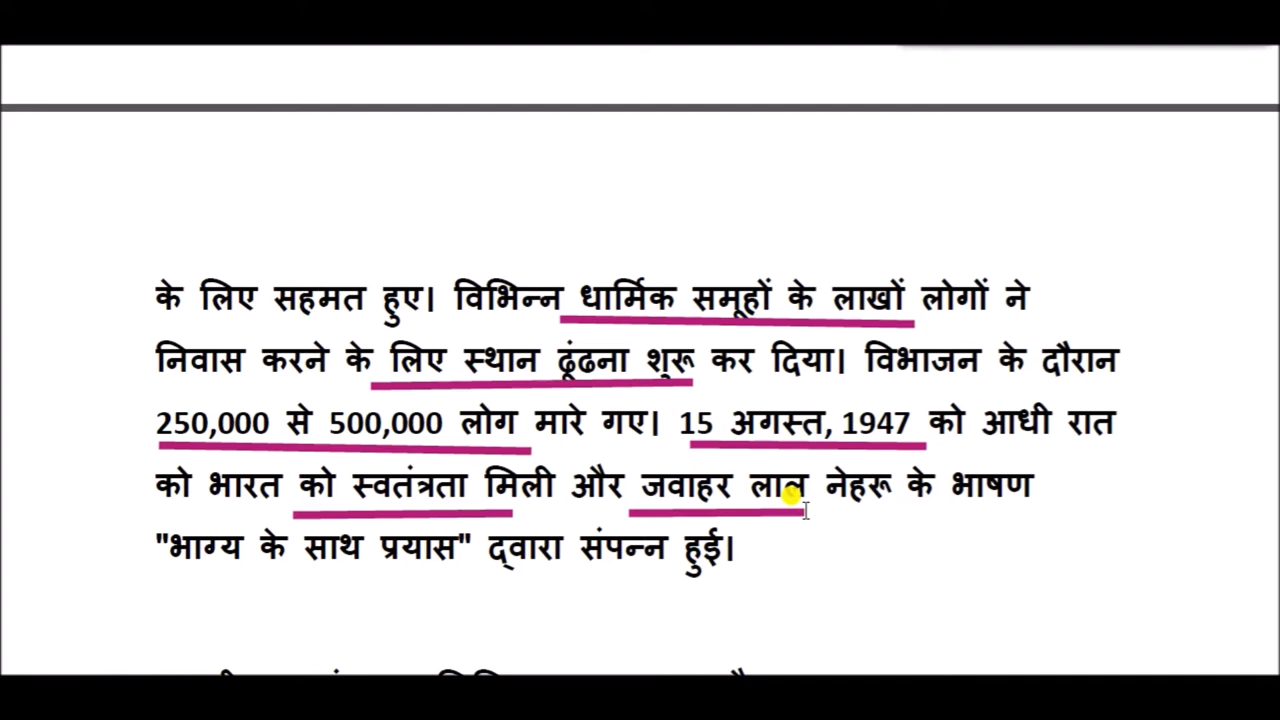 के लिए सहमत हुए। विभिन्न धार्मिक समूहों के लाखों लोगों ने
निवास करने के लिए स्थान ढूंढना शुरू कर दिया। विभाजन के दौरान
250,000 से 500,000 लोग मारे गए। 15 अगस्त, 1947 को आधी रात
को भारत को स्वतंत्रता मिली और जवाहर लाल नेहरू के भाषण
"भाग्य के साथ प्रयास" द्वारा संपन्न हुई।